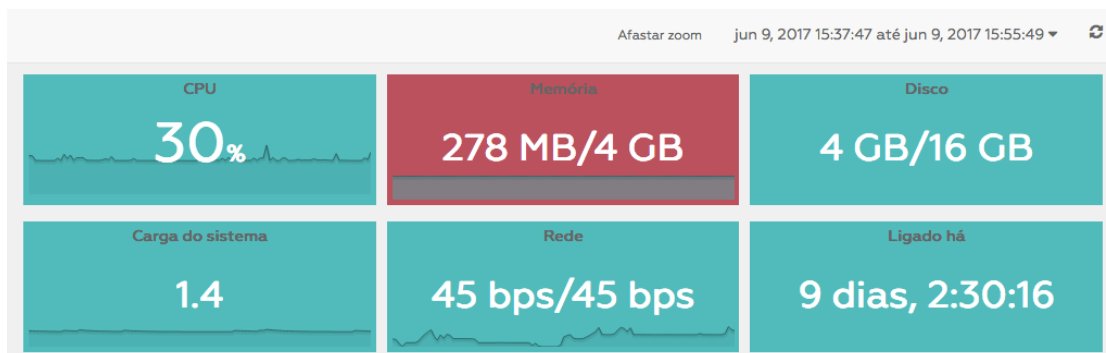 Afastar zoom jun 9, 2017 15:37:47 até jun 9, 2017 15:55:49
CPU
30%
Memória
278 MB/4 GB
Disco
4 GB/16 GB
Carga do sistema
1.4
Rede
45 bps/45 bps
Ligado há
9 dias, 2:30:16